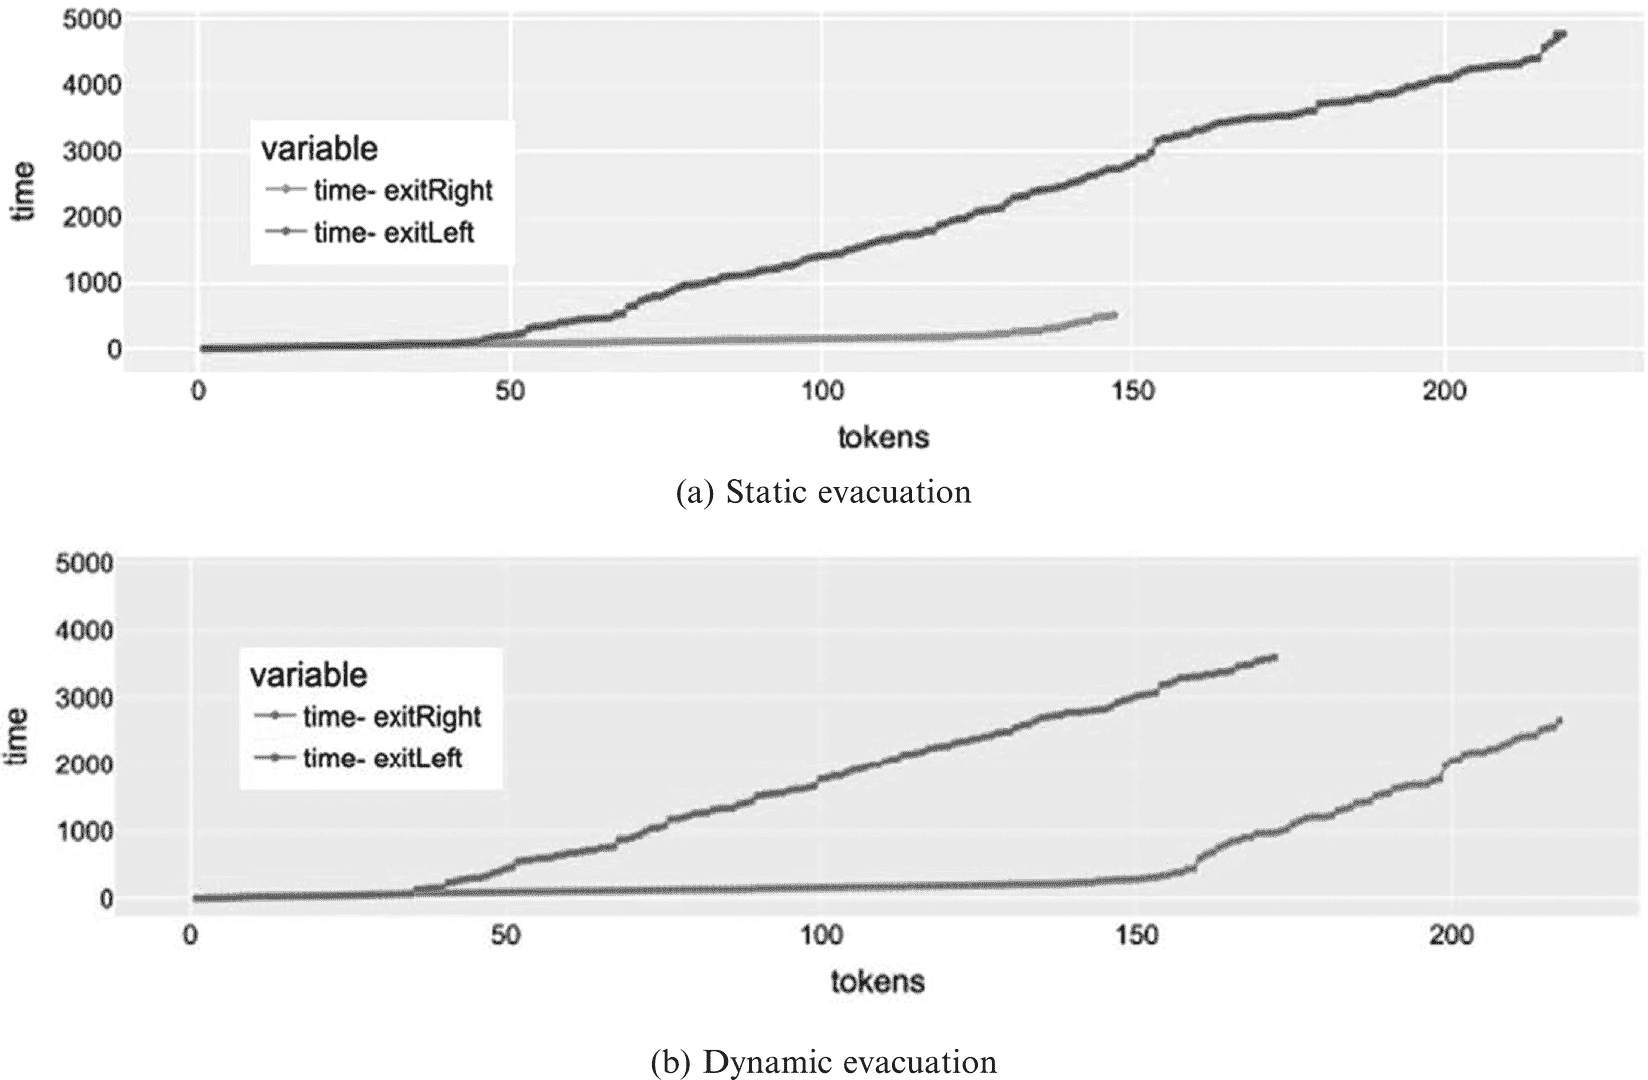 5000
4000
3000
2000
1000
0
time
variable
time- exitRight
time- exitLeft
0 50 100 150 200
tokens
(a) Static evacuation
5000
4000
3000
2000
1000
0
time
variable
time- exitRight
time- exitLeft
0 50 100 150 200
tokens
(b) Dynamic evacuation